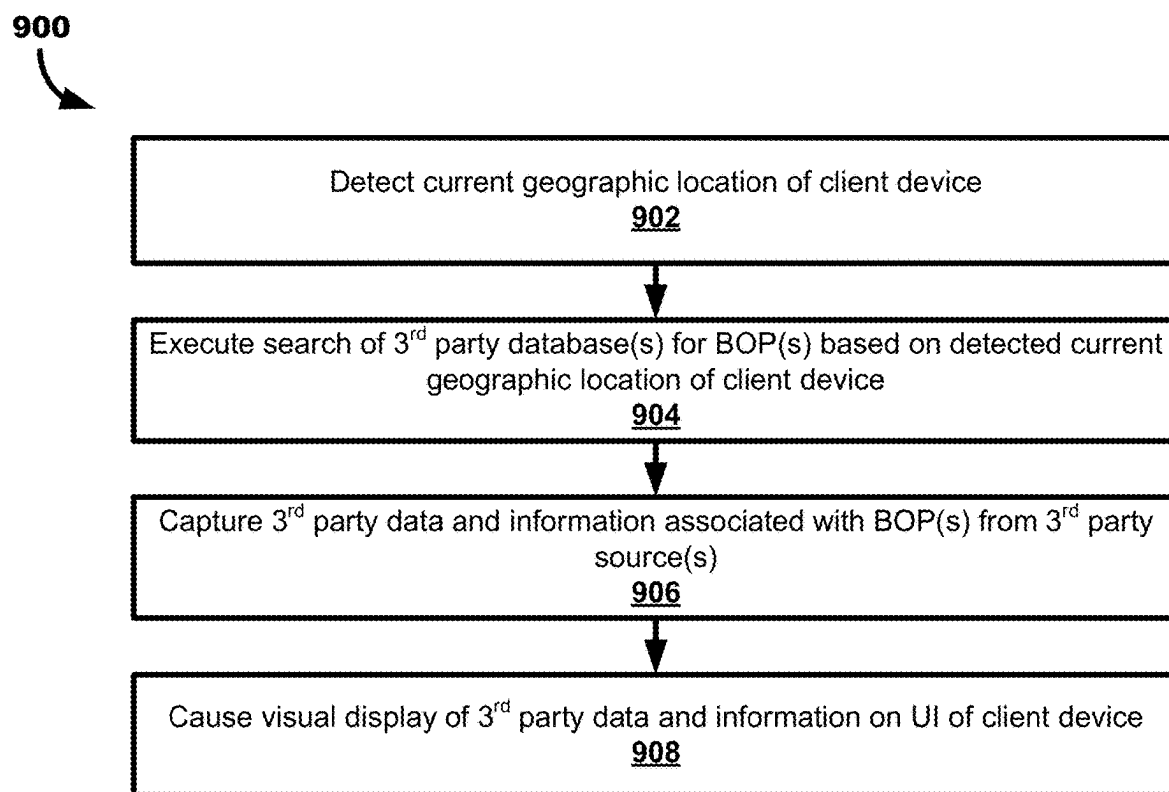 900
Detect current geographic location of client device
902
Execute search of 3rd party database(s) for BOP(s) based on detected current
geographic location of client device
904
Capture 3rd party data and information associated with BOP(s) from 3rd party
source(s)
906
Cause visual display of 3rd party data and information on UI of client device
908